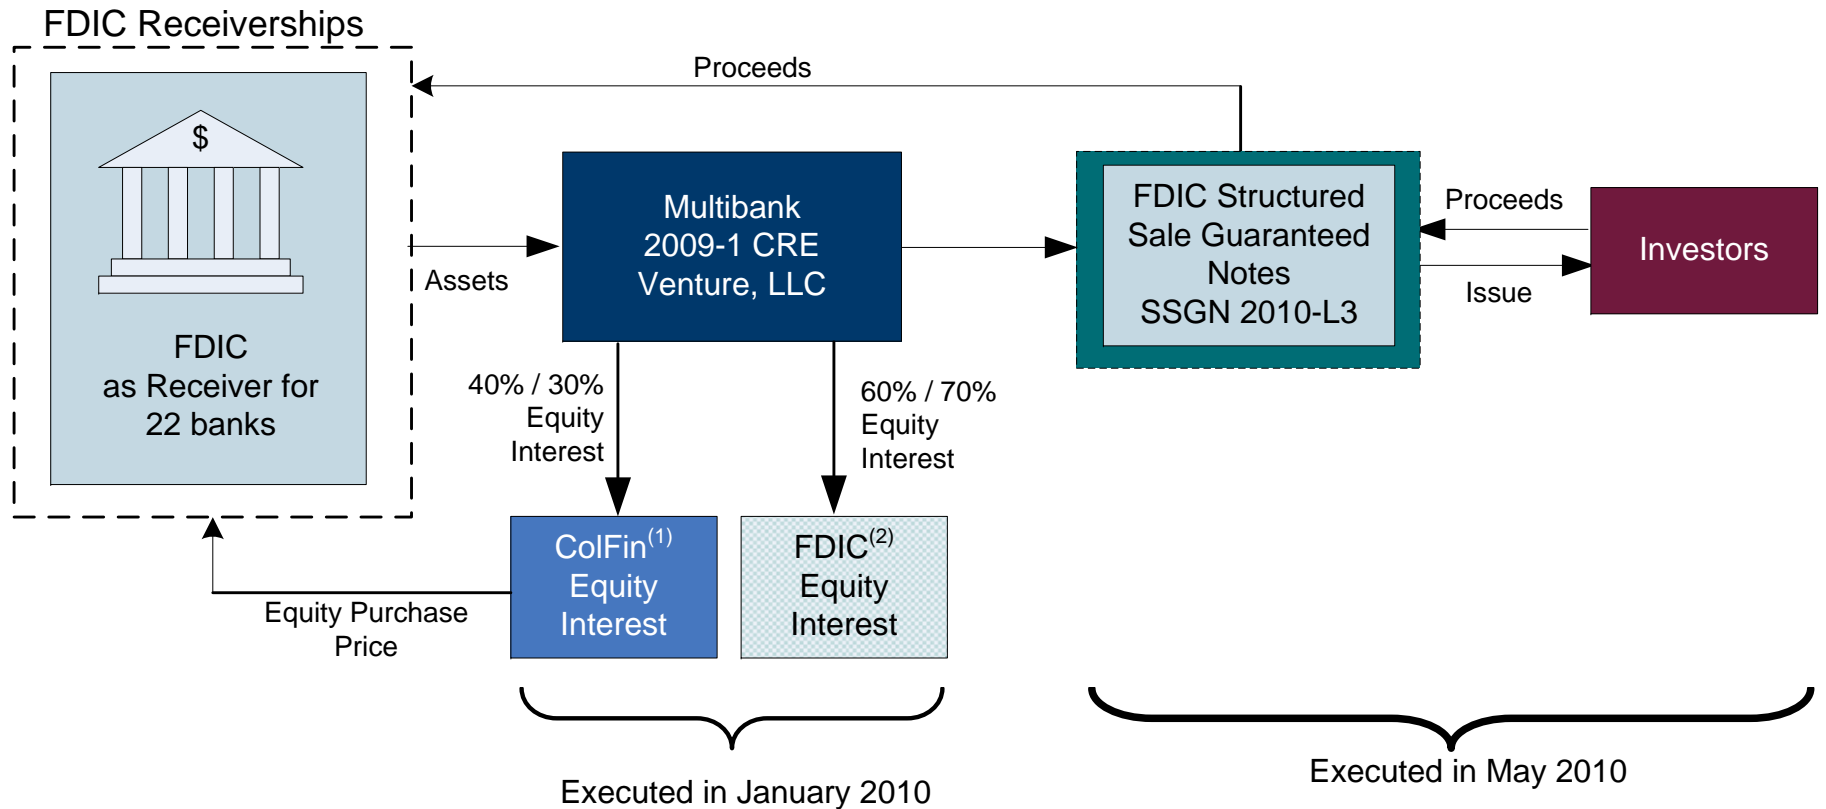 FDIC Receiverships
$
FDIC
as Receiver for
22 banks
Proceeds
Assets
Multibank
2009-1 CRE
Venture, LLC
FDIC Structured
Sale Guaranteed
Notes
SSGN 2010-L3
Proceeds
Issue
Investors
40% / 30%
Equity
Interest
60% / 70%
Equity
Interest
ColFin(1)
Equity
Interest
FDIC(2)
Equity
Interest
Equity Purchase
Price
Executed in January 2010
Executed in May 2010